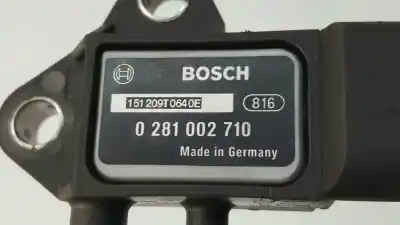 BOSCH
151209T0640E 816
0 281 002 710
Made in Germany